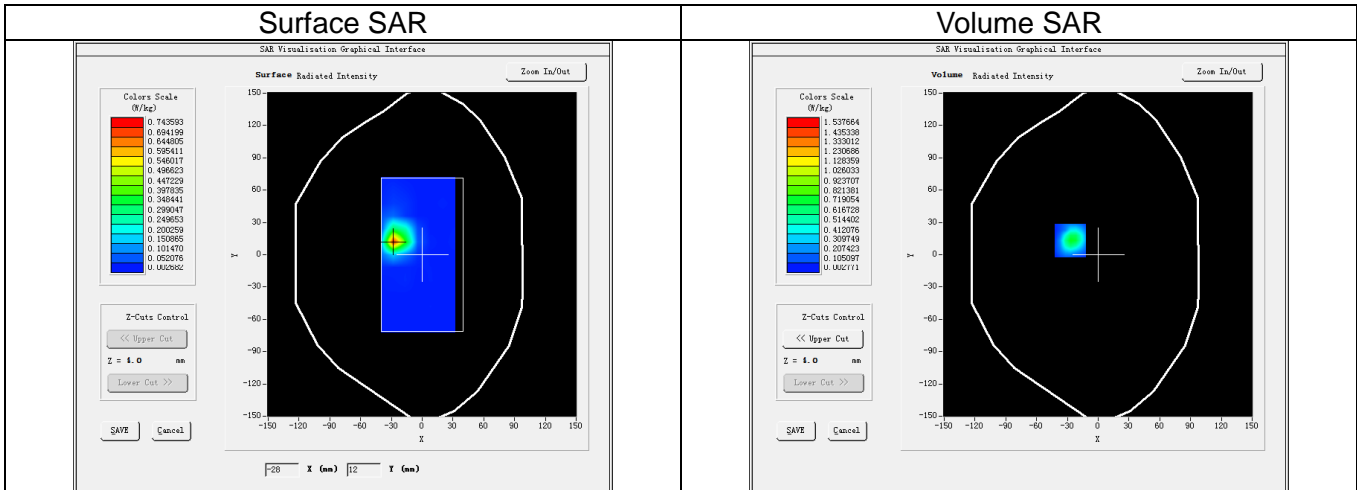 Surface SAR
SAR Visualisation Graphical Interface
Surface Radiated Intensity
Zoom In/Out
Colors Scale
(W/kg)
0.743593
0.694199
0.644805
0.595411
0.546017
0.496623
0.447229
0.397835
0.348441
0.299047
0.249653
0.200259
0.150865
0.101470
0.052076
0.002682
150
120
90
60
30
0
-30
-60
-90
-120
-150
Y
-150 -120 -90 -60 -30 0 30 60 90 120 150
X
Z-Cuts Control
<< Upper Cut
Z = 4.0 mm
Lower Cut >>
SAVE Cancel
-28 X (mm) 12 Y (mm)
Volume SAR
SAR Visualisation Graphical Interface
Volume Radiated Intensity
Zoom In/Out
Colors Scale
(W/kg)
1.537664
1.435338
1.333012
1.230686
1.128359
1.026033
0.923707
0.821381
0.719054
0.616728
0.514402
0.412076
0.309749
0.207423
0.105097
0.002771
150
120
90
60
30
0
-30
-60
-90
-120
-150
Y
-150 -120 -90 -60 -30 0 30 60 90 120 150
X
Z-Cuts Control
<< Upper Cut
Z = 4.0 mm
Lower Cut >>
SAVE Cancel